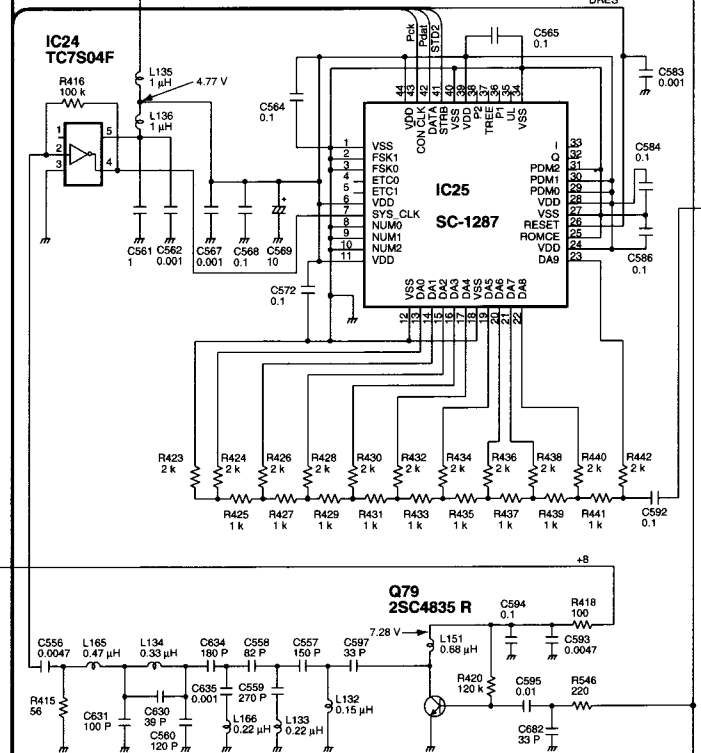 DRES
IC24
TC7S04F
Pck
Pdat
STD2
C565
0.1
R416
100 k
L135
1 μH
4.77 V
L136
1 μH
C564
0.1
C583
0.001
44 43 42 41 40 39 38 37 36 35 34
VDD
CON CLK
DATA
STRB
VSS
VDD
P2
TREE
P1
UL
VSS
1
2
3
5
4
1 VSS
2 FSK1
3 FSK0
4 ETC0
5 ETC1
6 VDD
7 SYS_CLK
8 NUM0
9 NUM1
10 NUM2
11 VDD
IC25
SC-1287
I 33
Q 32
PDM2 31
PDM1 30
PDM0 29
VDD 28
VSS 27
RESET 26
ROMCE 25
VDD 24
DA9 23
C584
0.1
C586
0.1
C561
1
C562
0.001
C567
0.001
C568
0.1
+
C569
10
C572
0.1
VSS
DA0
DA1
DA2
DA3
DA4
VSS
DA5
DA6
DA7
DA8
12 13 14 15 16 17 18 19 20 21 22
R423
2 k
R424
2 k
R426
2 k
R428
2 k
R430
2 k
R432
2 k
R434
2 k
R436
2 k
R438
2 k
R440
2 k
R442
2 k
R425
1 k
R427
1 k
R429
1 k
R431
1 k
R433
1 k
R435
1 k
R437
1 k
R439
1 k
R441
1 k
C592
0.1
+8
Q79
2SC4835 R
7.28 V
L151
0.68 μH
C594
0.1
R418
100
C593
0.0047
C556
0.0047
L165
0.47 μH
L134
0.33 μH
C634
180 P
C558
82 P
C557
150 P
C597
33 P
R420
120 k
C595
0.01
R546
220
R415
56
C631
100 P
C630
39 P
C560
120 P
C635
0.001
C559
270 P
L166
0.22 μH
L133
0.22 μH
L132
0.15 μH
C682
33 P